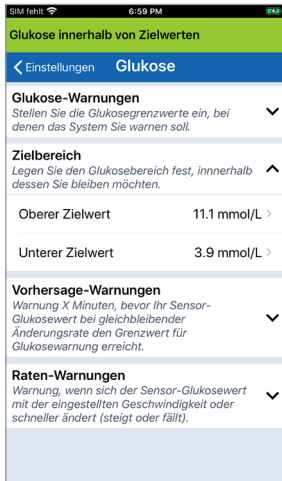 SIM fehlt 6:59 PM
Glukose innerhalb von Zielwerten
Einstellungen Glukose
Glukose-Warnungen
Stellen Sie die Glukosegrenzwerte ein, bei
denen das System Sie warnen soll.
Zielbereich
Legen Sie den Glukosebereich fest, innnerhalb
dessen Sie bleiben möchten.
Oberer Zielwert 11.1 mmol/L
Unterer Zielwert 3.9 mmol/L
Vorhersage-Warnungen
Warnung X Minuten, bevor Ihr Sensor-
Glukosewert bei gleichbleibender
Änderungsrate den Grenzwert für
Glukosewarnung erreicht.
Raten-Warnungen
Warnung, wenn sich der Sensor-Glukosewert
mit der eingestellten Geschwindigkeit oder
schneller ändert (steigt oder fällt).